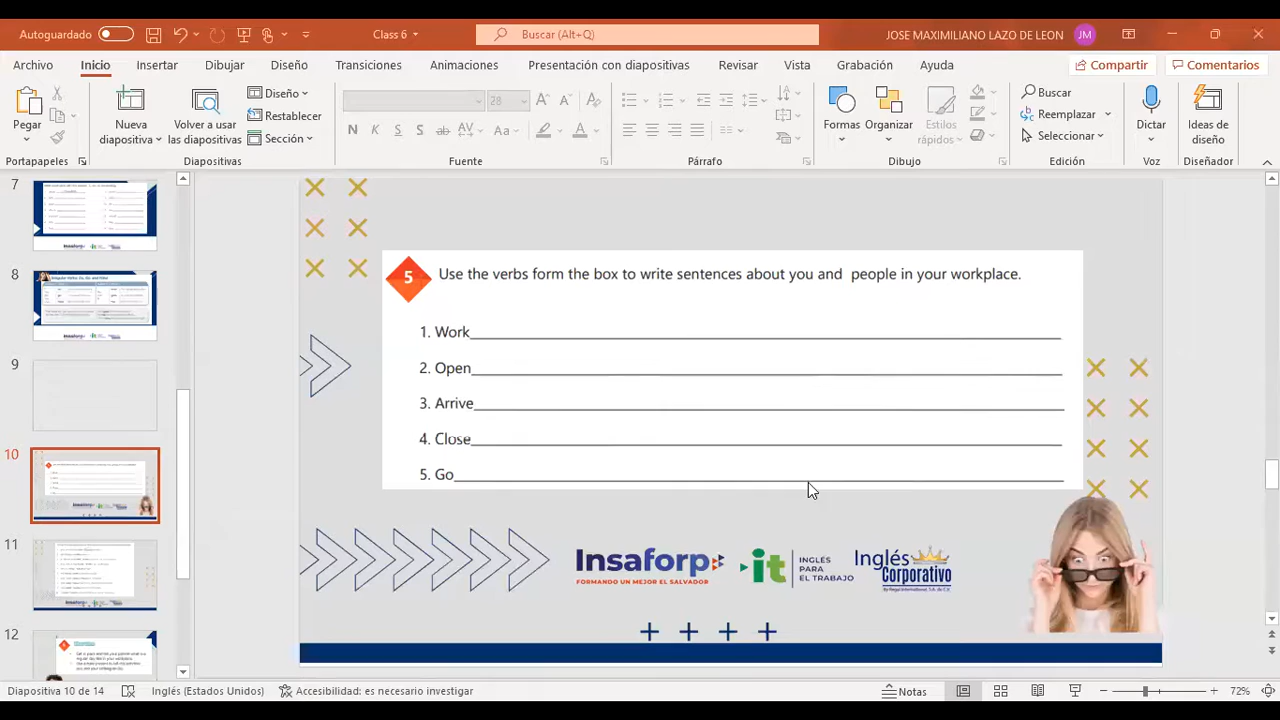 Autoguardado
Class 6
Buscar (Alt+Q)
JOSE MAXIMILIANO LAZO DE LEON
JM
Archivo
Inicio
Insertar
Dibujar
Diseño
Transiciones
Animaciones
Presentación con diapositivas
Revisar
Vista
Grabación
Ayuda
Compartir
Comentarios
Pegar
Nueva diapositiva
Volver a usar las diapositivas
Diseño
Restablecer
Sección
28
N K S S ab AV Aa A
Formas
Organizar
Estilos rápidos
Buscar
Reemplazar
Seleccionar
Dictar
Ideas de diseño
Portapapeles
Diapositivas
Fuente
Párrafo
Dibujo
Edición
Voz
Diseñador
7
8
9
10
11
12
5
Use the verbs form the box to write sentences about you and people in your workplace.
1. Work
2. Open
3. Arrive
4. Close
5. Go
Insaforp
FORMANDO UN MEJOR EL SALVADOR
INGLÉS
PARA
EL TRABAJO
Inglés
Corporativo
Diapositiva 10 de 14
Inglés (Estados Unidos)
Accesibilidad: es necesario investigar
Notas
72%